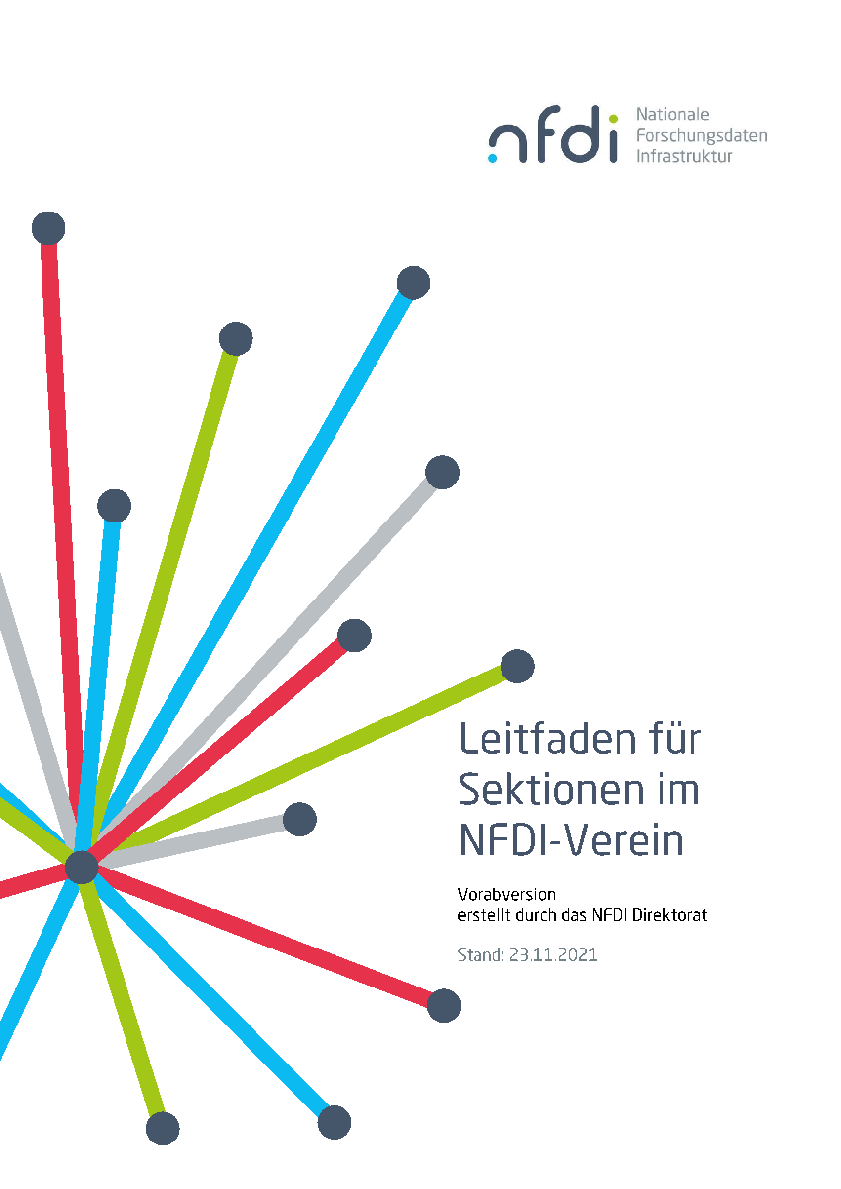 nfdi
Nationale
Forschungsdaten
Infrastruktur
Leitfaden für
Sektionen im
NFDI-Verein
Vorabversion
erstellt durch das NFDI Direktorat
Stand: 23.11.2021